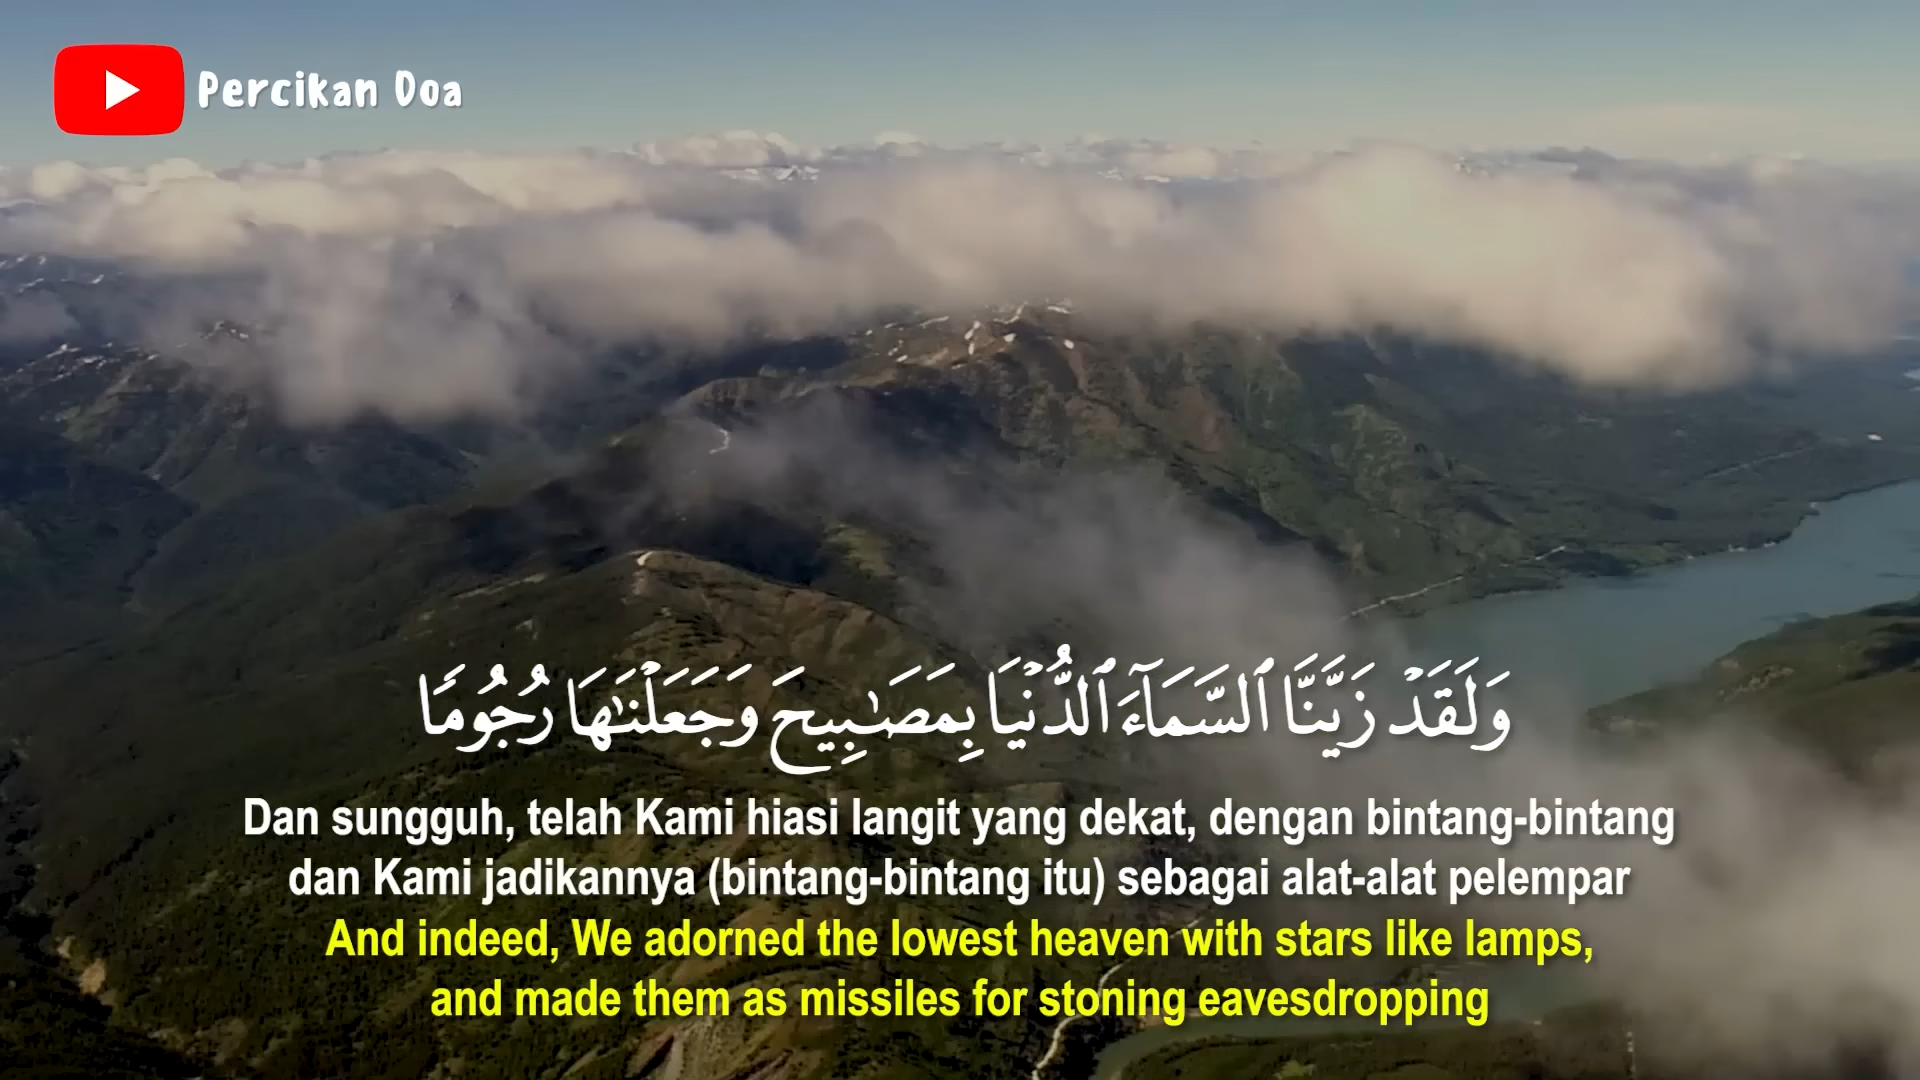 Percikan Doa
وَلَقَدۡ زَيَّنَّا ٱلسَّمَآءَ ٱلدُّنۡيَا بِمَصَٰبِيحَ وَجَعَلۡنَٰهَا رُجُومًا
Dan sungguh, telah Kami hiasi langit yang dekat, dengan bintang-bintang
dan Kami jadikannya (bintang-bintang itu) sebagai alat-alat pelempar
And indeed, We adorned the lowest heaven with stars like lamps,
and made them as missiles for stoning eavesdropping